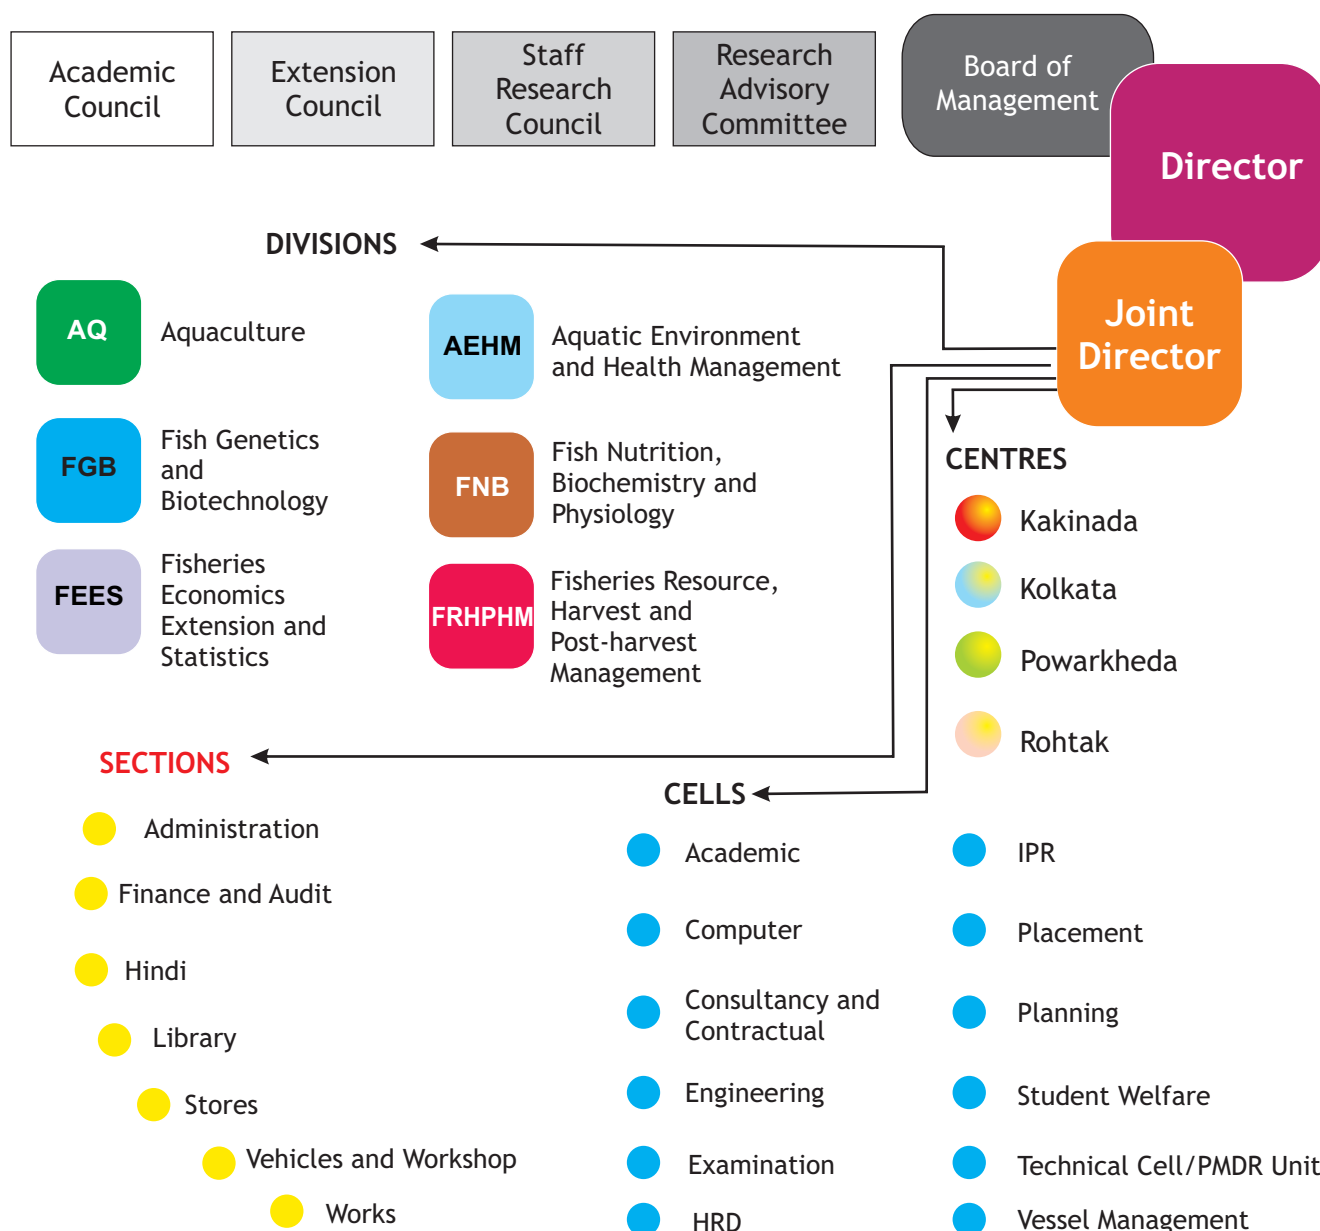 Academic
Council
Extension
Council
Staff
Research
Council
Research
Advisory
Committee
Board of
Management
Director
Joint
Director
DIVISIONS
AQ
Aquaculture
AEHM
Aquatic Environment
and Health Management
FGB
Fish Genetics
and
Biotechnology
FNB
Fish Nutrition,
Biochemistry and
Physiology
FEES
Fisheries
Economics
Extension and
Statistics
FRHPHM
Fisheries Resource,
Harvest and
Post-harvest
Management
CENTRES
Kakinada
Kolkata
Powarkheda
Rohtak
SECTIONS
Administration
Finance and Audit
Hindi
Library
Stores
Vehicles and Workshop
Works
CELLS
Academic
Computer
Consultancy and
Contractual
Engineering
Examination
HRD
IPR
Placement
Planning
Student Welfare
Technical Cell/PMDR Unit
Vessel Management